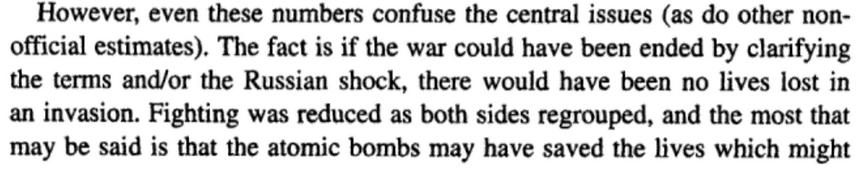 However, even these numbers confuse the central issues (as do other non-
official estimates). The fact is if the war could have been ended by clarifying
the terms and/or the Russian shock, there would have been no lives lost in
an invasion. Fighting was reduced as both sides regrouped, and the most that
may be said is that the atomic bombs may have saved the lives which might